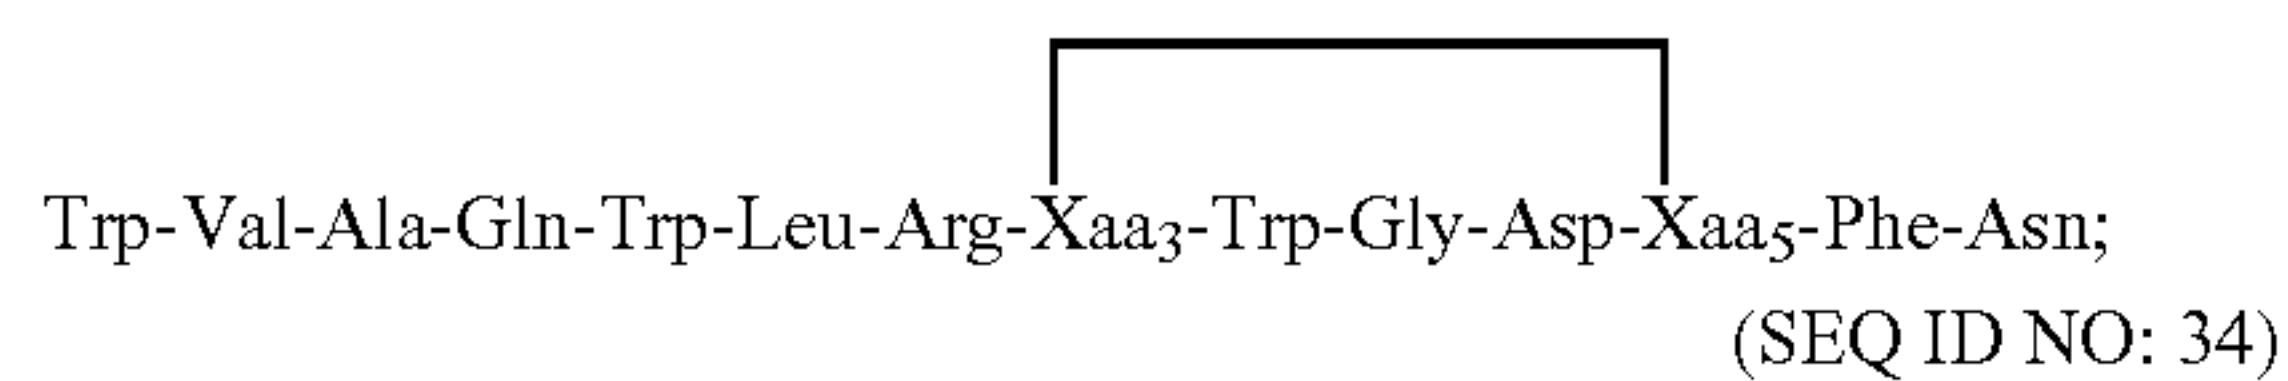 Trp-Val-Ala-Gln-Trp-Leu-Arg-Xaa₃-Trp-Gly-Asp-Xaa₅-Phe-Asn;
(SEQ ID NO: 34)